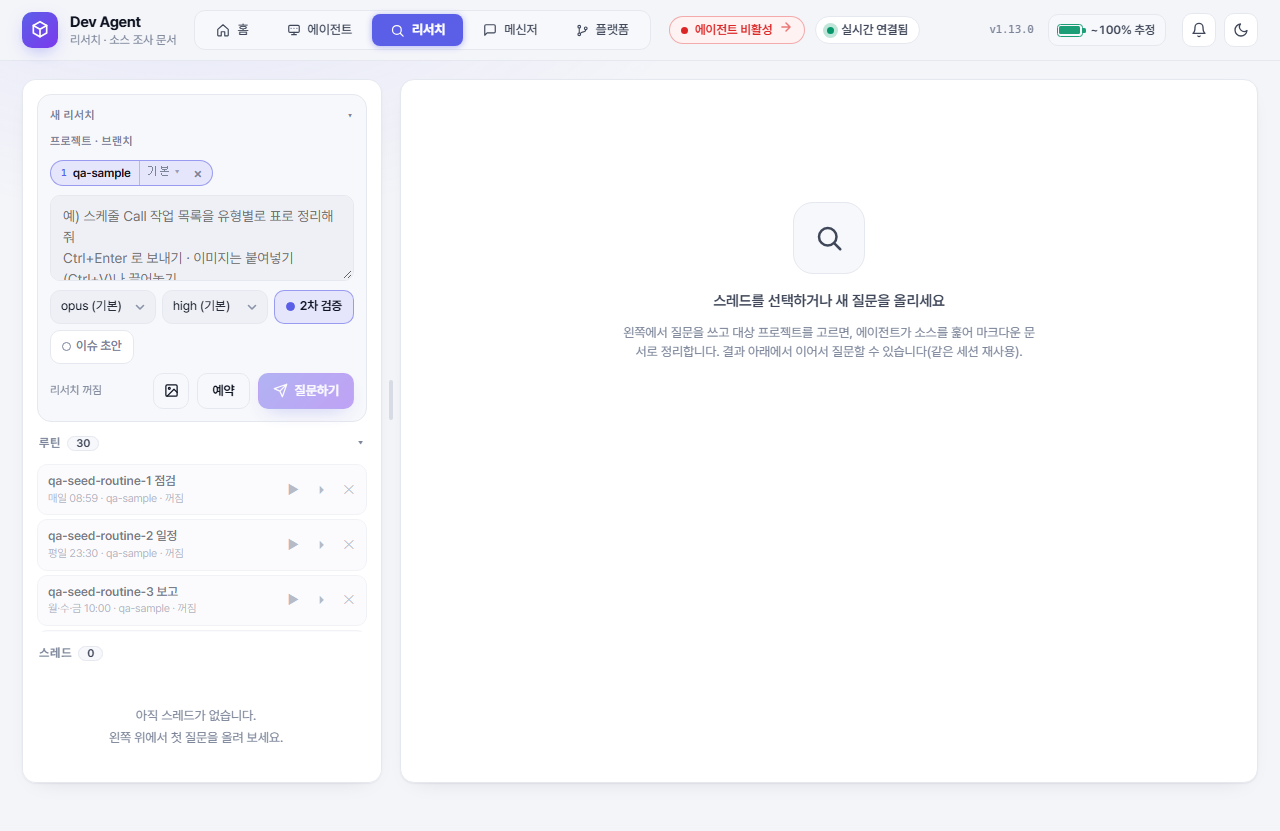 Dev Agent
리서치 · 소스 조사 문서
홈
에이전트
리서치
메신저
플랫폼
에이전트 비활성
실시간 연결됨
v1.13.0
~100% 추정
새 리서치
프로젝트 · 브랜치
1 qa-sample 기본
예) 스케줄 Call 작업 목록을 유형별로 표로 정리해
줘
Ctrl+Enter 로 보내기 · 이미지는 붙여넣기
(Ctrl+V)나 끌어놓기
opus (기본)
high (기본)
2차 검증
이슈 초안
리서치 꺼짐
예약
질문하기
루틴 30
qa-seed-routine-1 점검
매일 08:59 · qa-sample · 꺼짐
qa-seed-routine-2 일정
평일 23:30 · qa-sample · 꺼짐
qa-seed-routine-3 보고
월·수·금 10:00 · qa-sample · 꺼짐
스레드 0
아직 스레드가 없습니다.
왼쪽 위에서 첫 질문을 올려 보세요.
스레드를 선택하거나 새 질문을 올리세요
왼쪽에서 질문을 쓰고 대상 프로젝트를 고르면, 에이전트가 소스를 훑어 마크다운 문
서로 정리합니다. 결과 아래에서 이어서 질문할 수 있습니다(같은 세션 재사용).